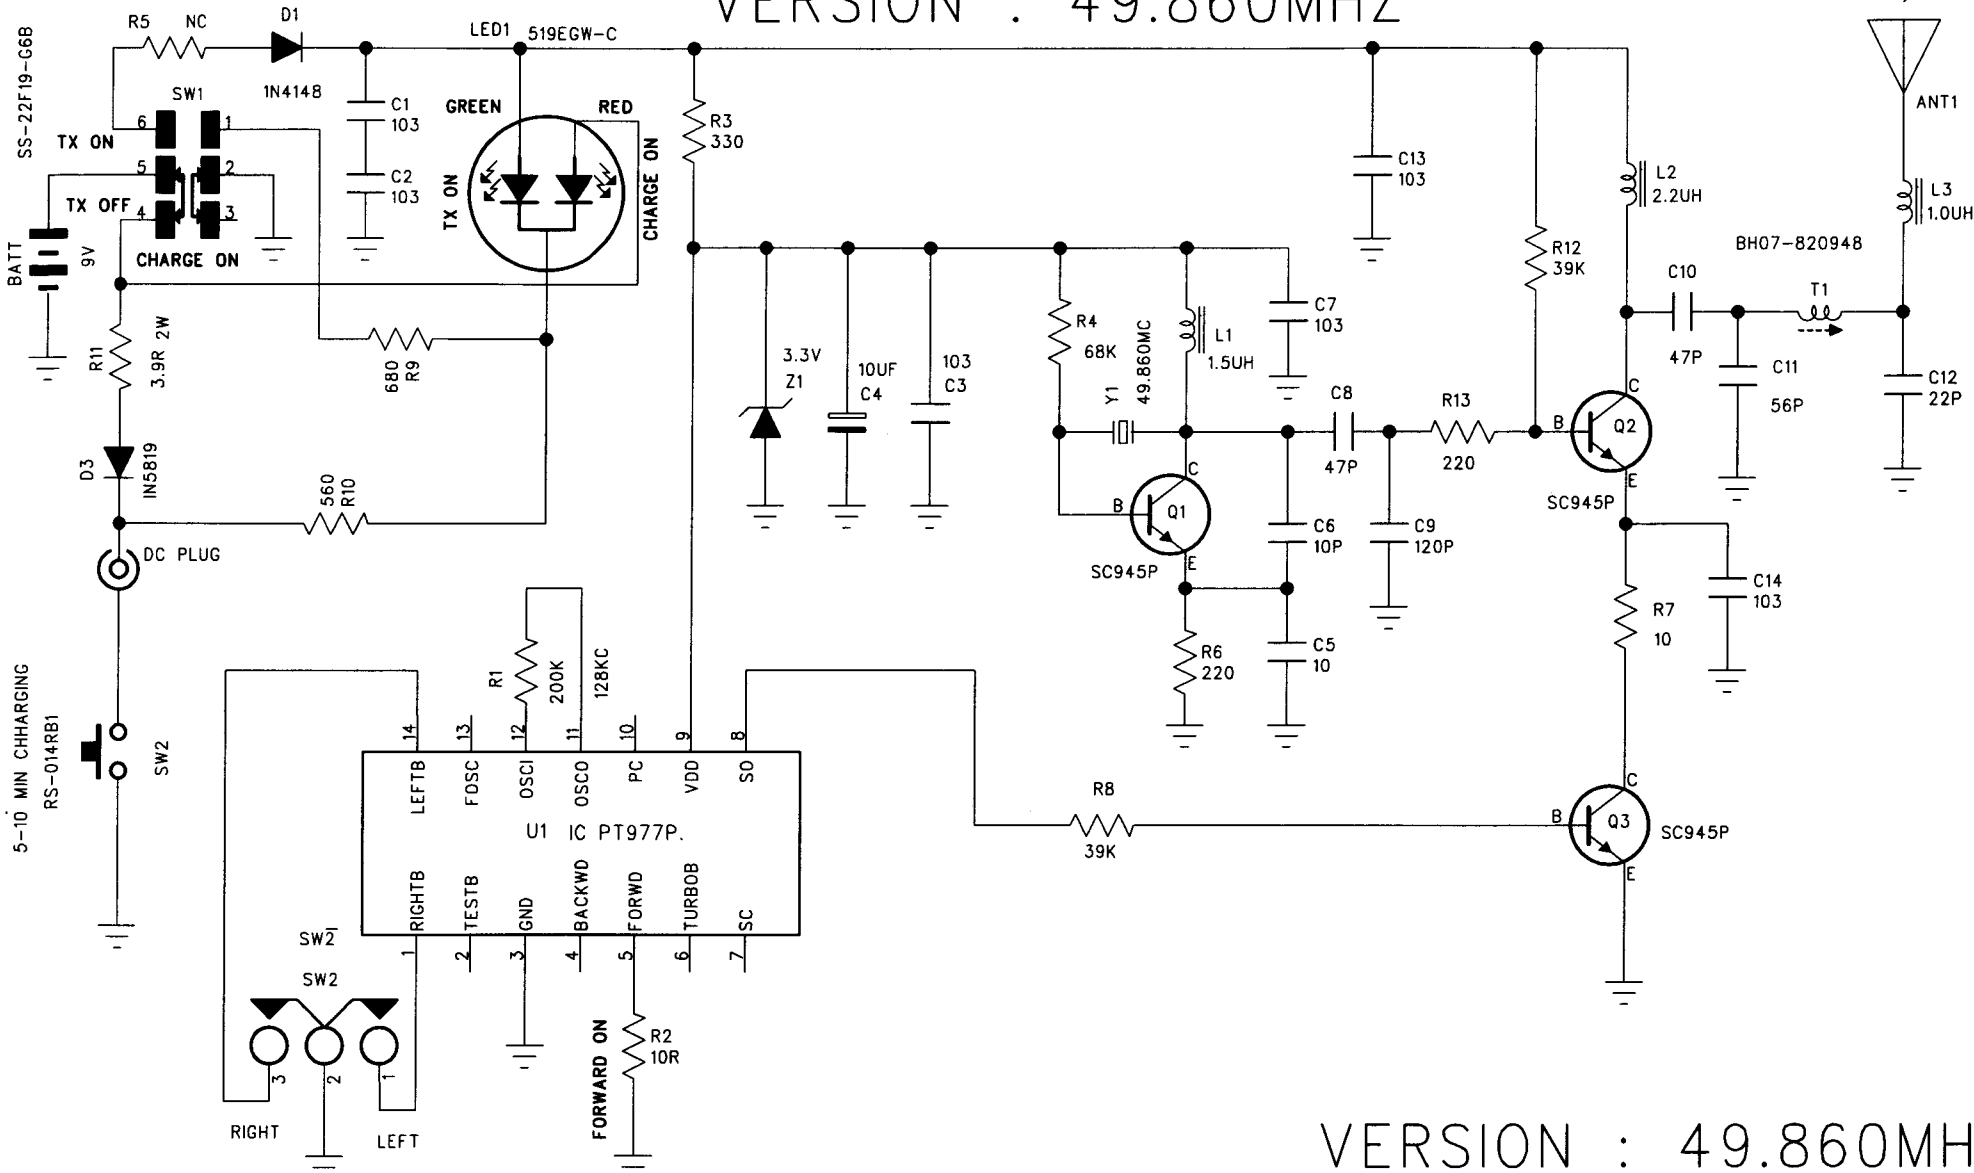 VERSION : 49.860MHZ
SS-22F19-G6B
R5
NC
D1
1N4148
SW1
6
1
5
2
4
3
TX ON
TX OFF
CHARGE ON
BATT
9V
C1
103
C2
103
LED1
519EGW-C
GREEN
RED
TX ON
CHARGE ON
R3
330
C13
103
R12
39K
L2
2.2UH
ANT1
L3
1.0UH
BH07-820948
C10
47P
T1
C11
56P
C12
22P
R11
3.9R 2W
680
R9
D3
IN5819
560
R10
DC PLUG
3.3V
Z1
10UF
C4
103
C3
R4
68K
Y1
49.860MC
L1
1.5UH
C7
103
C8
47P
R13
220
B
C
E
Q2
SC945P
B
C
E
Q1
SC945P
C6
10P
C9
120P
R6
220
C5
10
C14
103
R7
10
5-10 MIN CHHARGING
RS-014RB1
SW2
R1
200K
128KC
14
13
12
11
10
9
8
LEFTB
FOSC
OSCI
OSCO
PC
VDD
SO
U1 IC PT977P.
RIGHTB
TESTB
GND
BACKWD
FORWD
TURBOB
SC
1
2
3
4
5
6
7
R8
39K
B
C
E
Q3
SC945P
SW2
SW2
3
2
1
RIGHT
LEFT
FORWARD ON
R2
10R
VERSION : 49.860MH